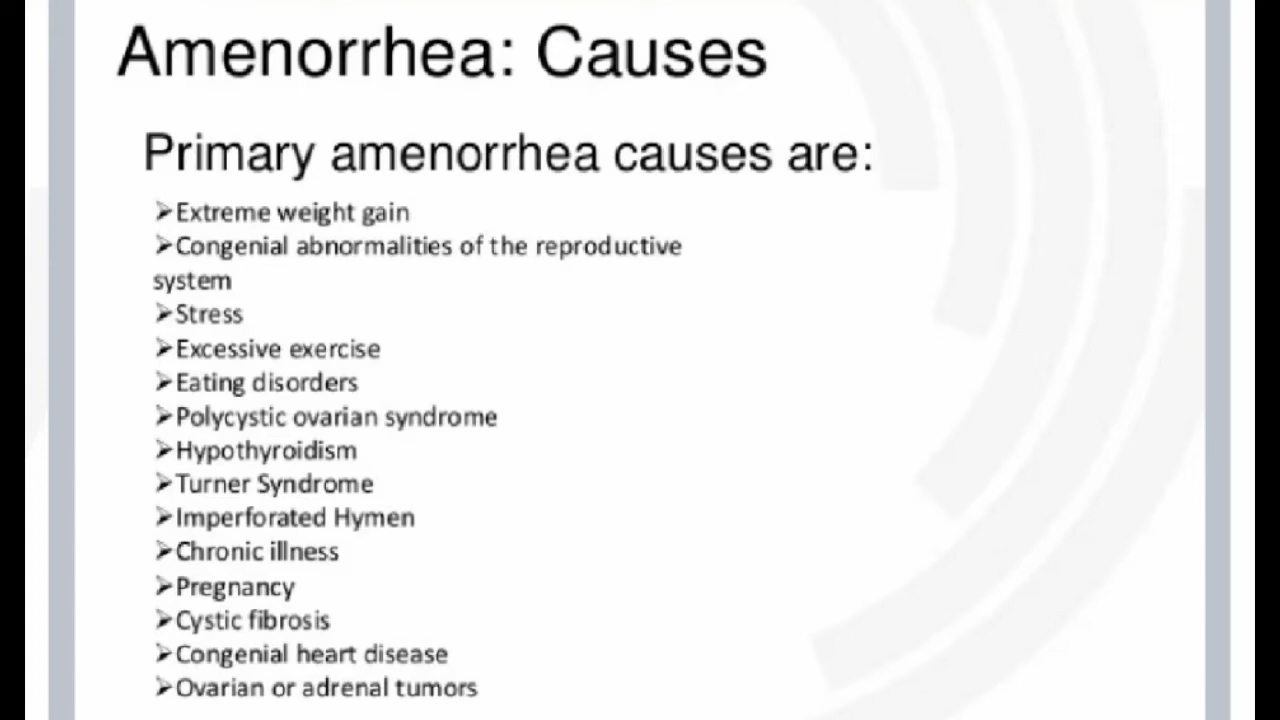 Amenorrhea: Causes
Primary amenorrhea causes are:
➢Extreme weight gain
➢Congenial abnormalities of the reproductive
system
➢Stress
➢Excessive exercise
➢Eating disorders
➢Polycystic ovarian syndrome
➢Hypothyroidism
➢Turner Syndrome
➢Imperforated Hymen
➢Chronic illness
➢Pregnancy
➢Cystic fibrosis
➢Congenial heart disease
➢Ovarian or adrenal tumors